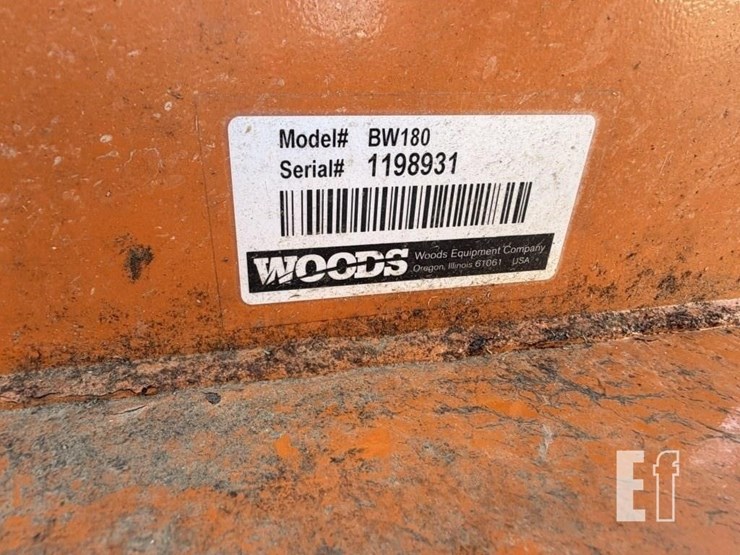 Model# BW180
Serial# 1198931
WOODS
Woods Equipment Company
Oregon, Illinois 61061 USA
Ef